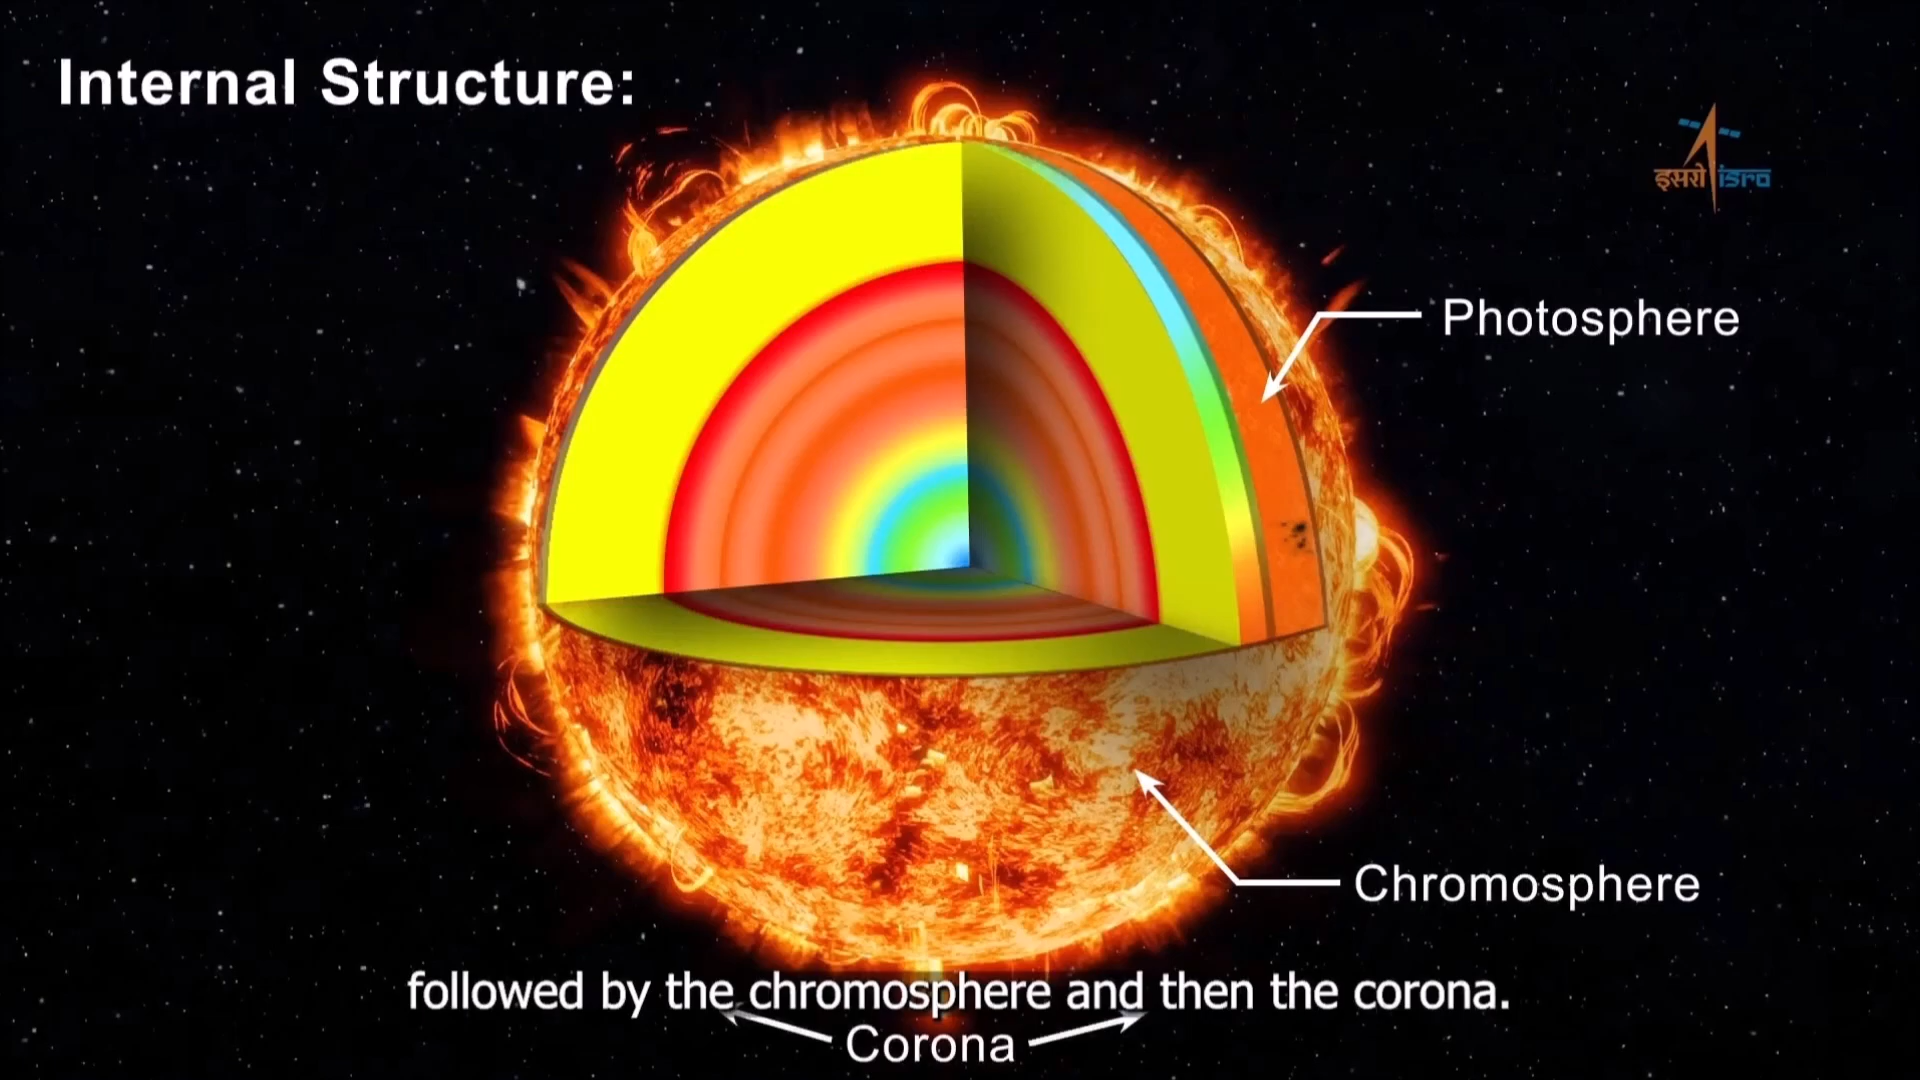 Internal Structure:
इसरो isro
Photosphere
Chromosphere
followed by the chromosphere and then the corona.
Corona